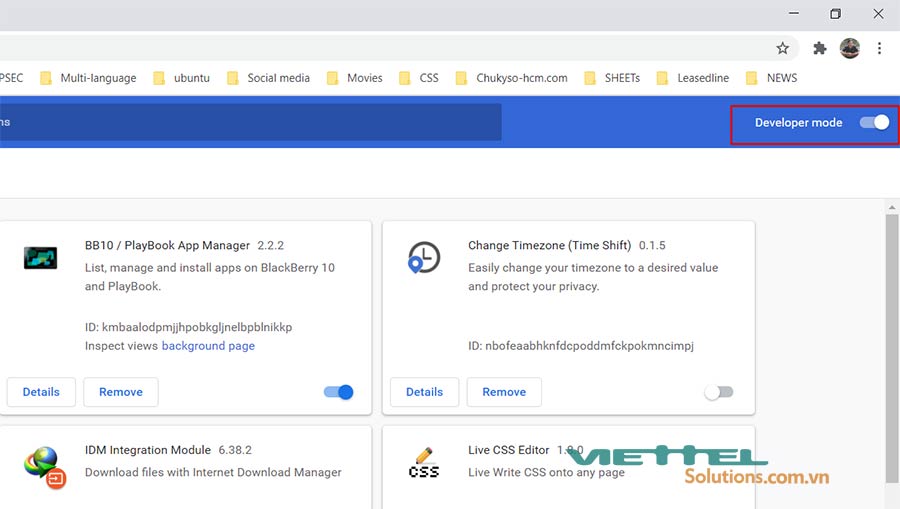 PSEC Multi-language ubuntu Social media Movies CSS Chukyso-hcm.com SHEETs Leasedline NEWS
ns
Developer mode
BB10 / PlayBook App Manager 2.2.2
List, manage and install apps on BlackBerry 10
and PlayBook.
ID: kmbaalodpmjjhpobkgljnelbpblnikkp
Inspect views background page
Details Remove
Change Timezone (Time Shift) 0.1.5
Easily change your timezone to a desired value
and protect your privacy.
ID: nbofeaabhknfdcpoddmfckpokmncimpj
Details Remove
IDM Integration Module 6.38.2
Download files with Internet Download Manager
Live CSS Editor 1.8.0
Live Write CSS onto any page
css
VIETTEL
Solutions.com.vn